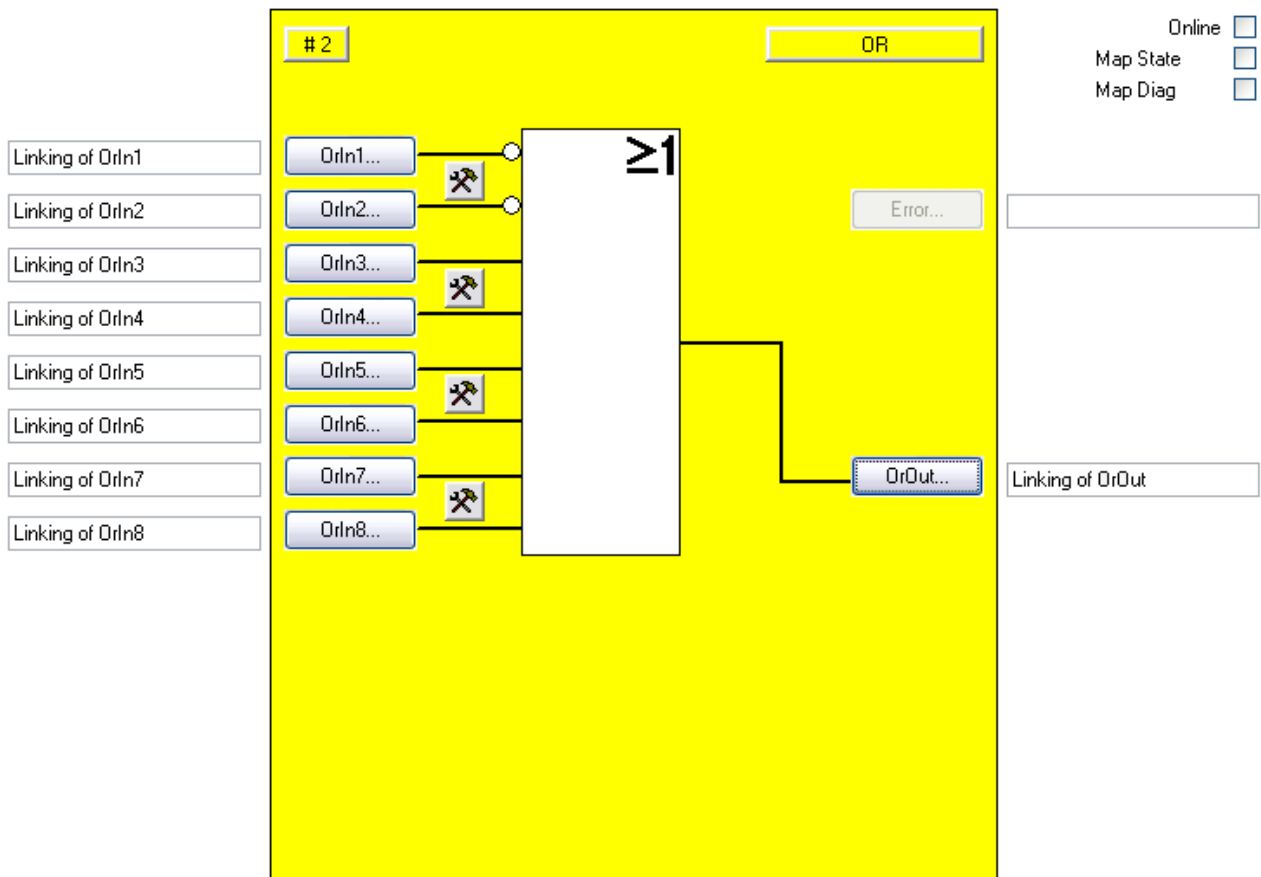 # 2
OR
Online
Map State
Map Diag
Linking of OrIn1
OrIn1...
≥1
Linking of OrIn2
OrIn2...
Error...
Linking of OrIn3
OrIn3...
Linking of OrIn4
OrIn4...
Linking of OrIn5
OrIn5...
Linking of OrIn6
OrIn6...
Linking of OrIn7
OrIn7...
OrOut...
Linking of OrOut
Linking of OrIn8
OrIn8...